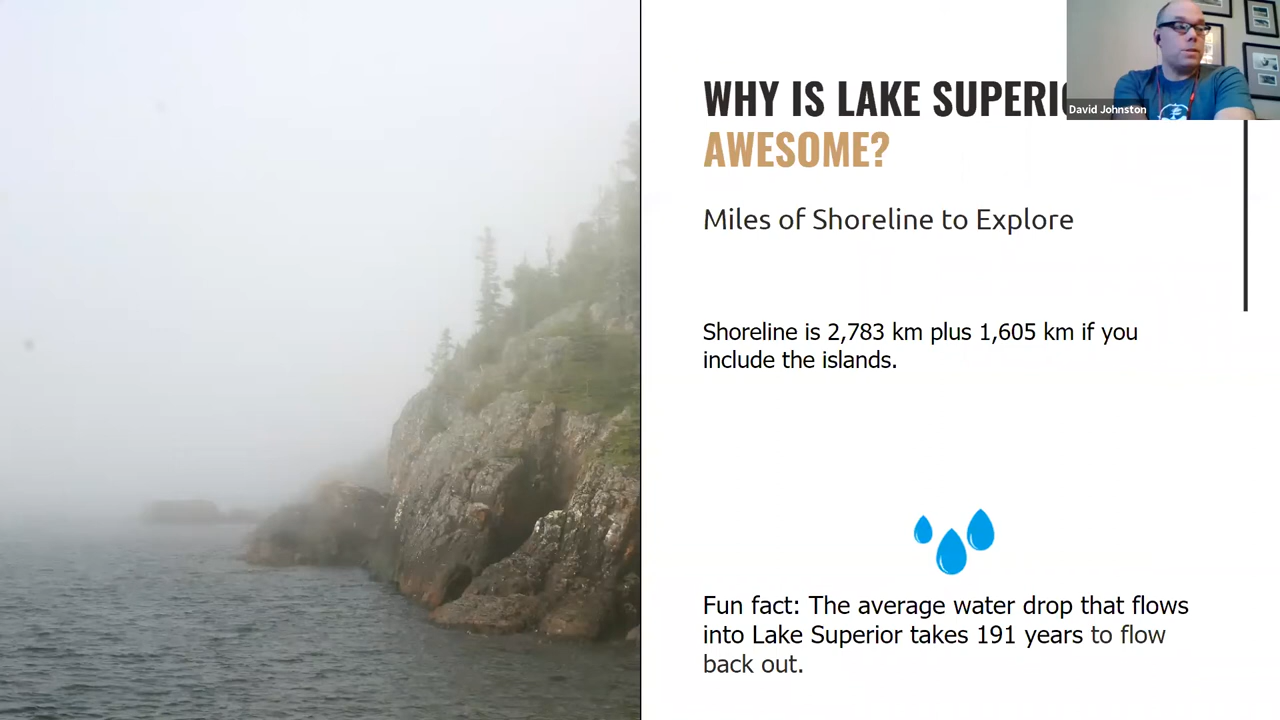 WHY IS LAKE SUPERIO
AWESOME?
David Johnston
Miles of Shoreline to Explore
Shoreline is 2,783 km plus 1,605 km if you
include the islands.
Fun fact: The average water drop that flows
into Lake Superior takes 191 years to flow
back out.